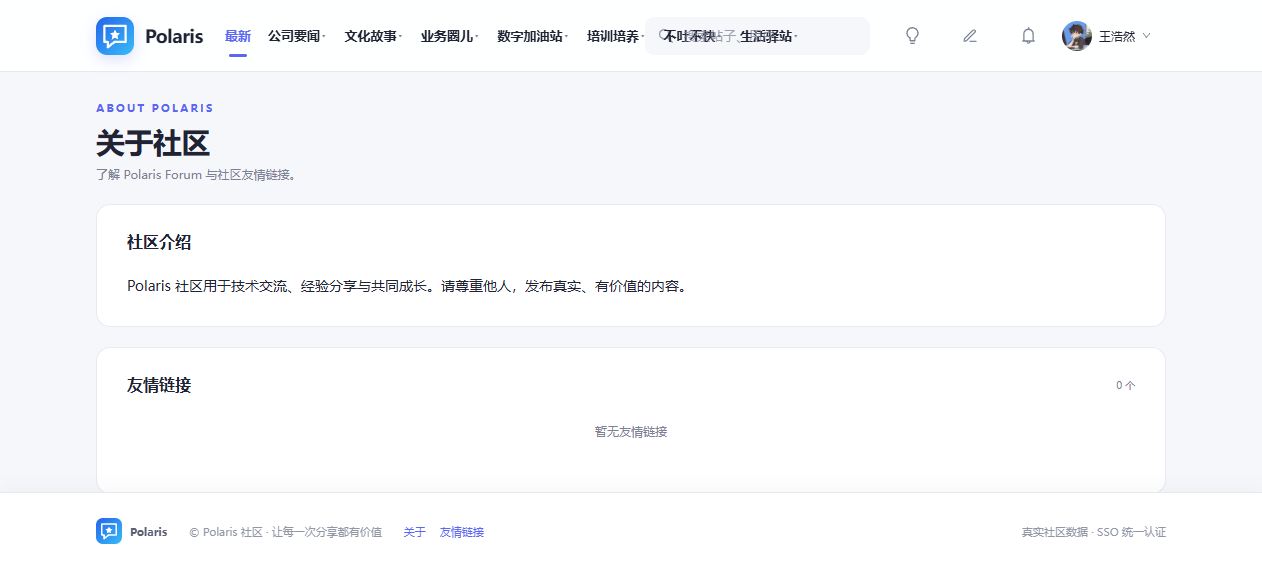 Polaris
最新 公司要闻 文化故事 业务圈儿 数字加油站 培训培养 不吐不快 生活驿站
王浩然
ABOUT POLARIS
关于社区
了解 Polaris Forum 与社区友情链接。
社区介绍
Polaris 社区用于技术交流、经验分享与共同成长。请尊重他人，发布真实、有价值的内容。
友情链接
0 个
暂无友情链接
Polaris © Polaris 社区 · 让每一次分享都有价值 关于 友情链接 真实社区数据 · SSO 统一认证